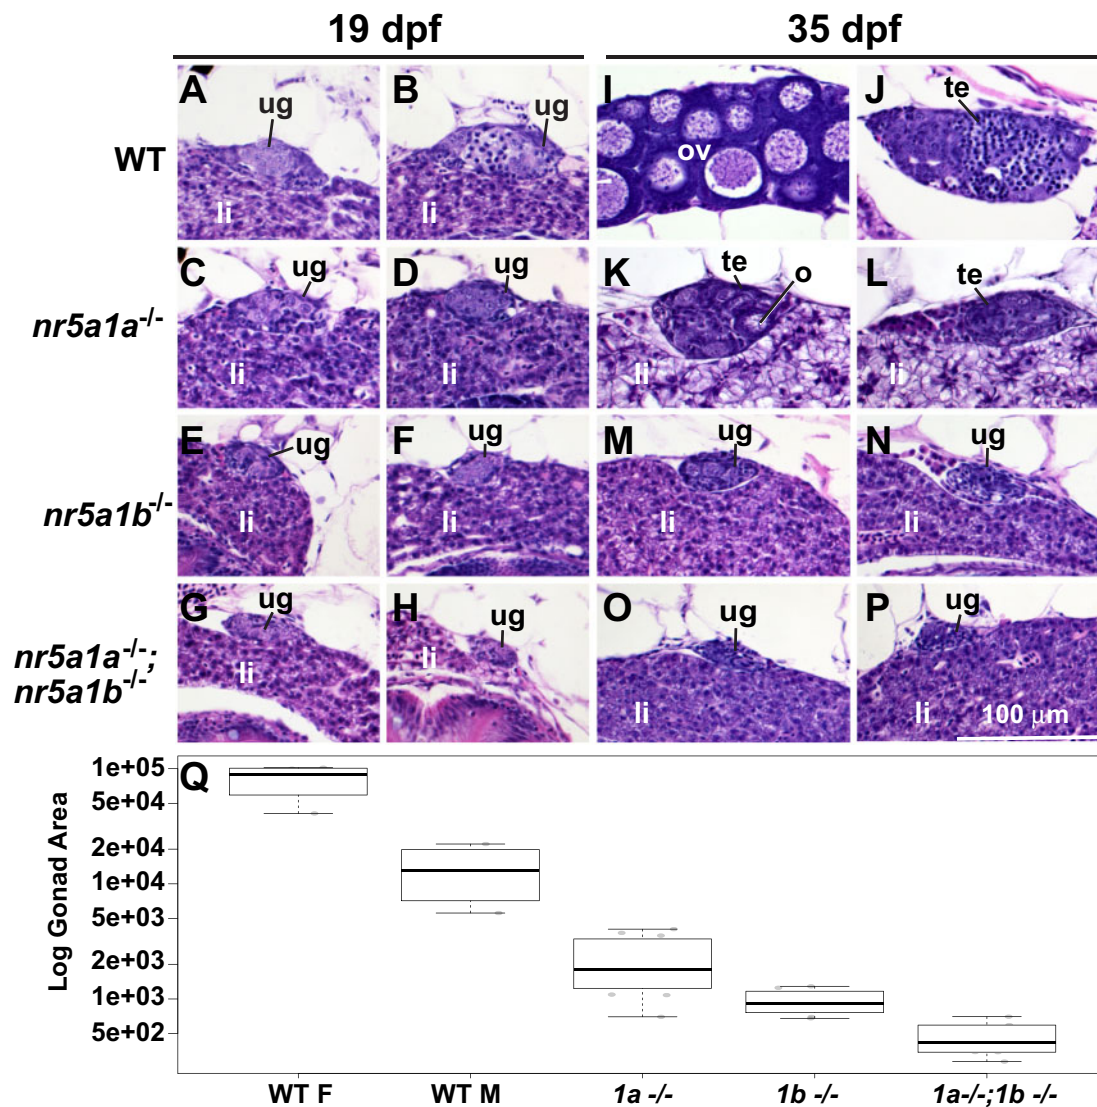 19 dpf 35 dpf
WT
A ug li
B ug li
I ov
J te
nr5a1a-/-
C ug li
D ug li
K te o li
L te li
nr5a1b-/-
E ug li
F ug li
M ug li
N ug li
nr5a1a-/-;
nr5a1b-/-
G ug li
H ug li
O ug li
P ug li 100 µm
Q
Log Gonad Area
1e+05
5e+04
2e+04
1e+04
5e+03
2e+03
1e+03
5e+02
WT F WT M 1a -/- 1b -/- 1a-/-;1b -/-